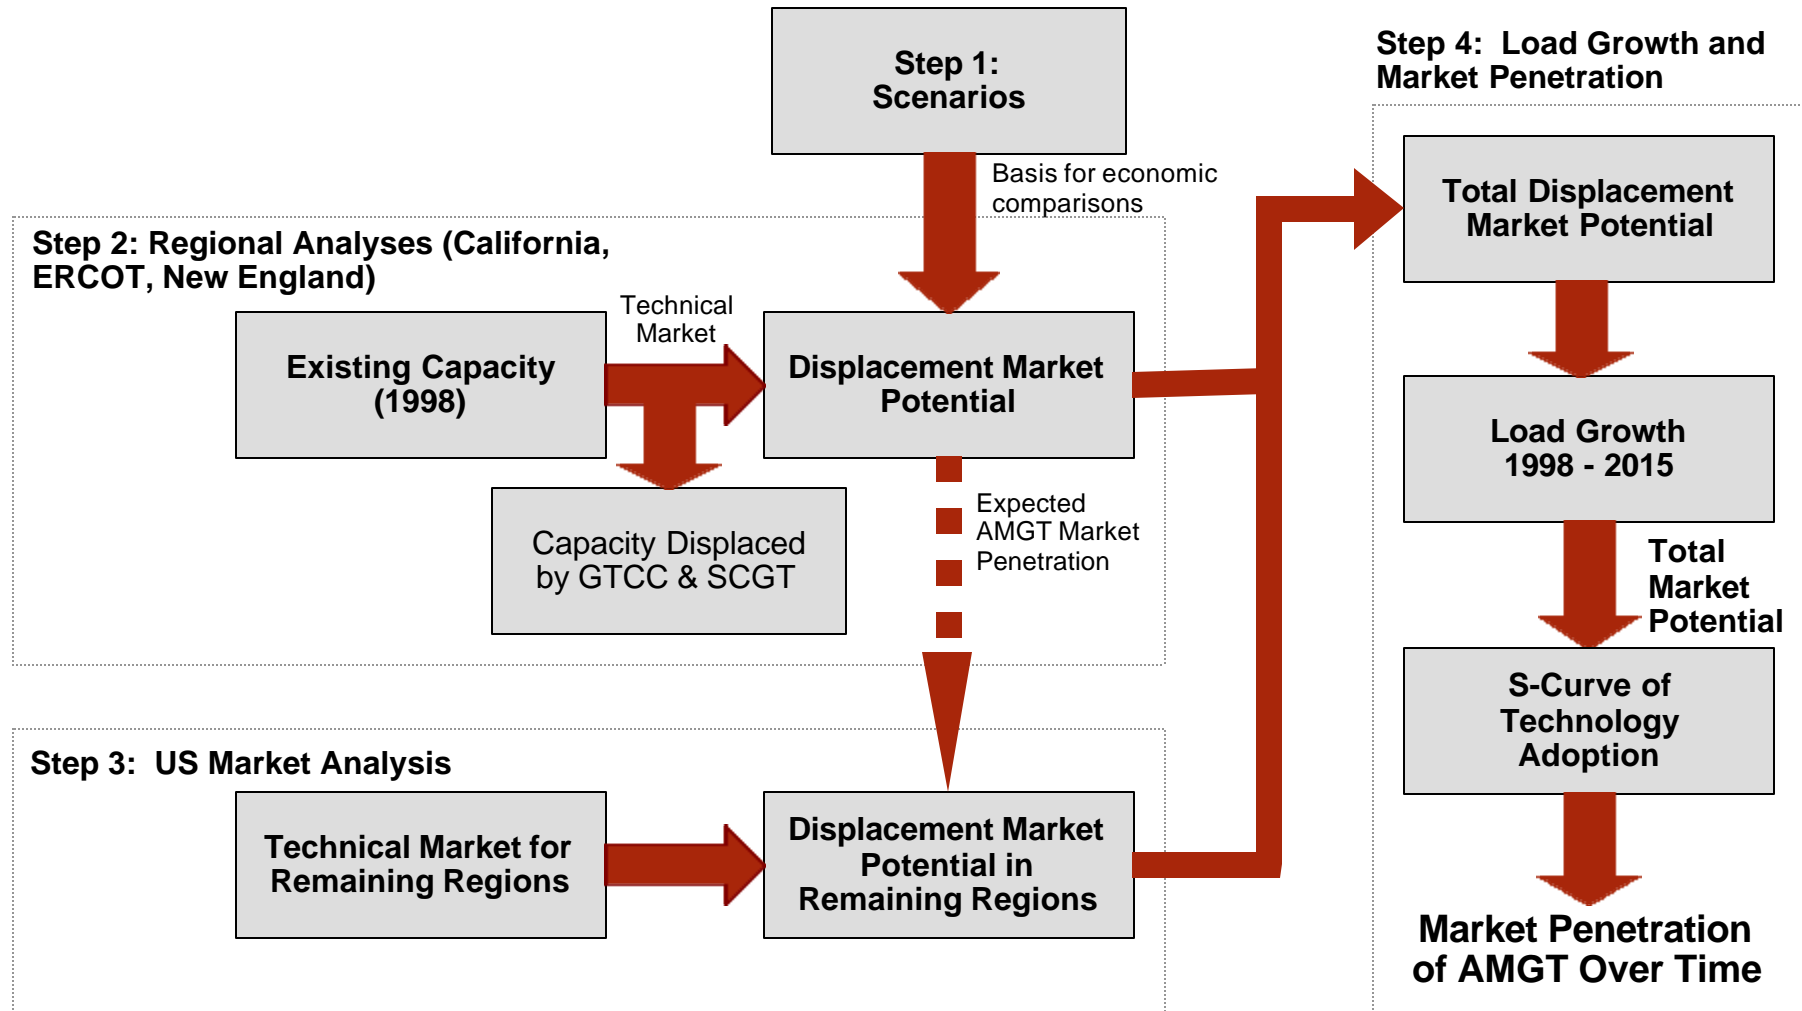 Step 1:
Scenarios
Basis for economic
comparisons
Step 2: Regional Analyses (California,
ERCOT, New England)
Existing Capacity
(1998)
Technical
Market
Displacement Market
Potential
Capacity Displaced
by GTCC & SCGT
Expected
AMGT Market
Penetration
Step 3: US Market Analysis
Technical Market for
Remaining Regions
Displacement Market
Potential in
Remaining Regions
Step 4: Load Growth and
Market Penetration
Total Displacement
Market Potential
Load Growth
1998 - 2015
Total
Market
Potential
S-Curve of
Technology
Adoption
Market Penetration
of AMGT Over Time